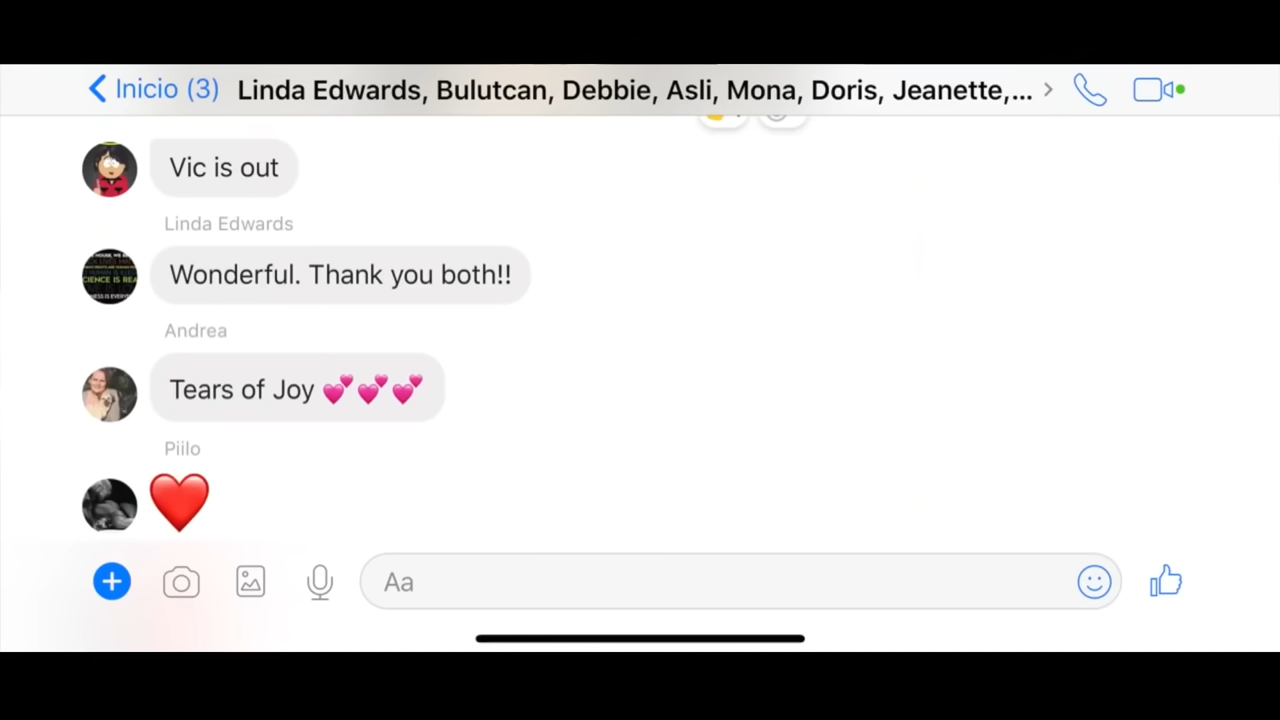 Inicio (3) Linda Edwards, Bulutcan, Debbie, Asli, Mona, Doris, Jeanette,...
Vic is out
Linda Edwards
Wonderful. Thank you both!!
Andrea
Tears of Joy 💕💕💕
Piilo
❤️
Aa